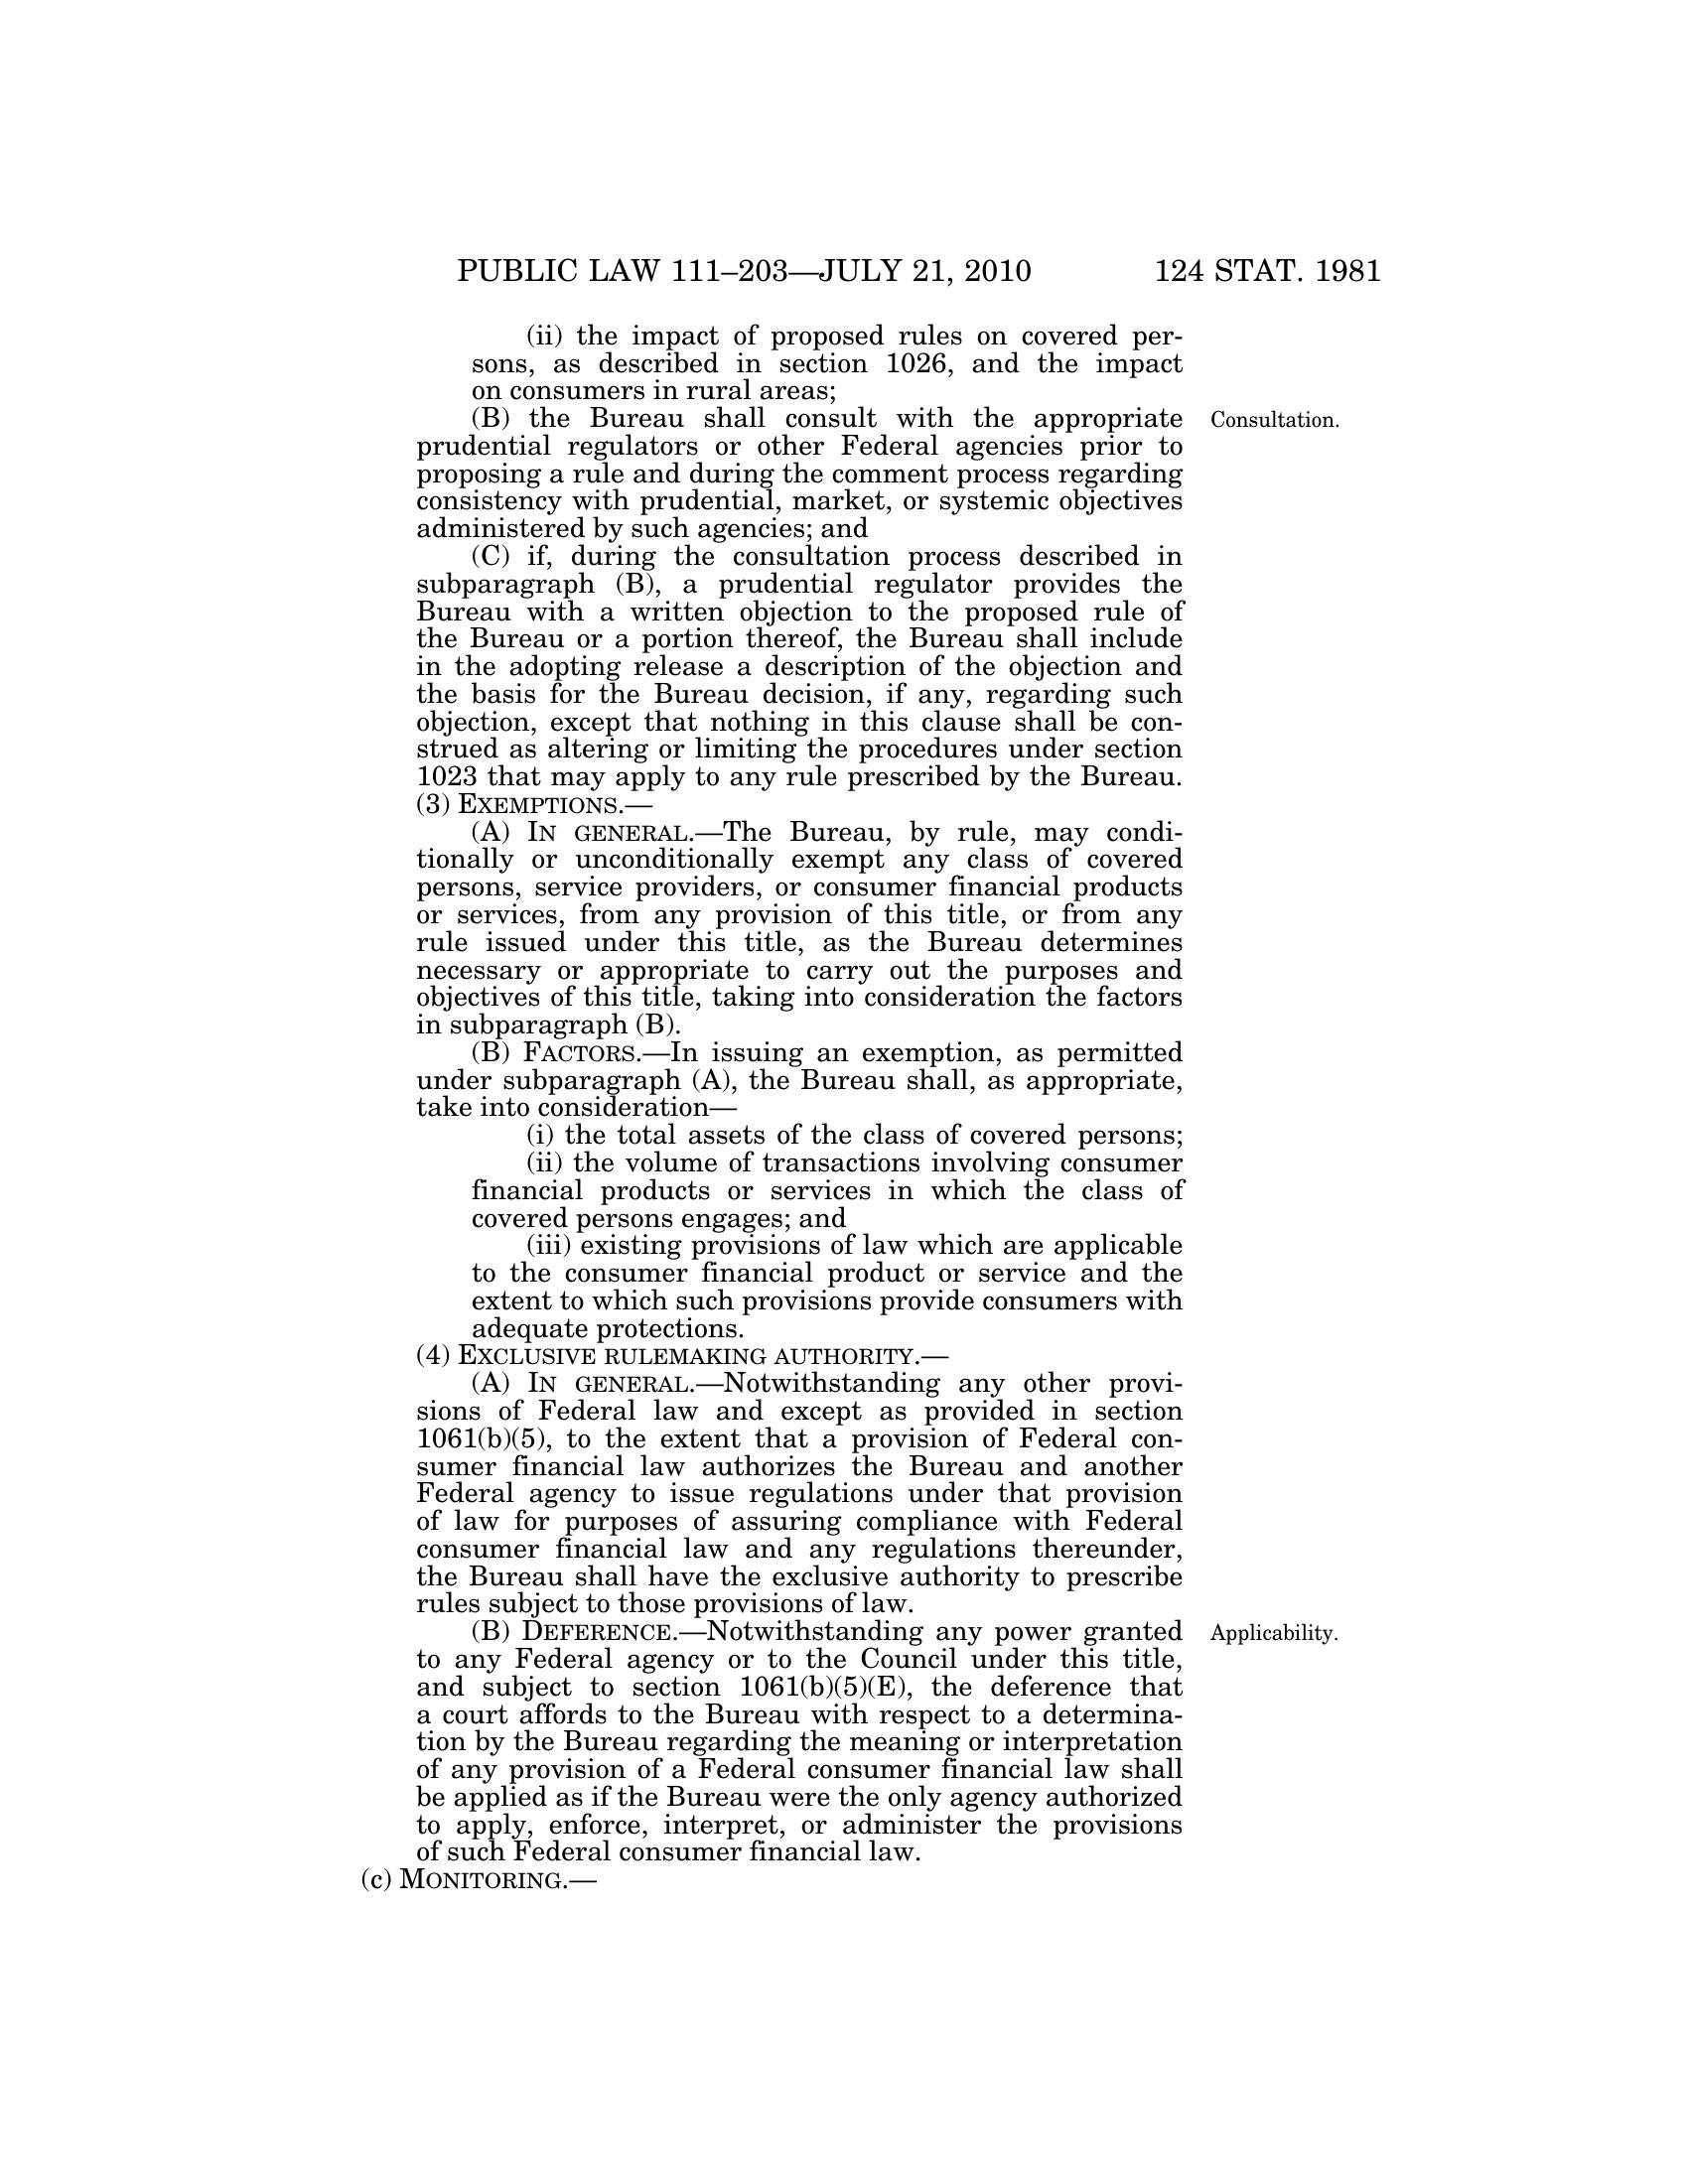 PUBLIC LAW 111–203—JULY 21, 2010 124 STAT. 1981
(ii) the impact of proposed rules on covered per-
sons, as described in section 1026, and the impact
on consumers in rural areas;
(B) the Bureau shall consult with the appropriate
Consultation.
prudential regulators or other Federal agencies prior to
proposing a rule and during the comment process regarding
consistency with prudential, market, or systemic objectives
administered by such agencies; and
(C) if, during the consultation process described in
subparagraph (B), a prudential regulator provides the
Bureau with a written objection to the proposed rule of
the Bureau or a portion thereof, the Bureau shall include
in the adopting release a description of the objection and
the basis for the Bureau decision, if any, regarding such
objection, except that nothing in this clause shall be con-
strued as altering or limiting the procedures under section
1023 that may apply to any rule prescribed by the Bureau.
(3) EXEMPTIONS.—
(A) IN GENERAL.—The Bureau, by rule, may condi-
tionally or unconditionally exempt any class of covered
persons, service providers, or consumer financial products
or services, from any provision of this title, or from any
rule issued under this title, as the Bureau determines
necessary or appropriate to carry out the purposes and
objectives of this title, taking into consideration the factors
in subparagraph (B).
(B) FACTORS.—In issuing an exemption, as permitted
under subparagraph (A), the Bureau shall, as appropriate,
take into consideration—
(i) the total assets of the class of covered persons;
(ii) the volume of transactions involving consumer
financial products or services in which the class of
covered persons engages; and
(iii) existing provisions of law which are applicable
to the consumer financial product or service and the
extent to which such provisions provide consumers with
adequate protections.
(4) EXCLUSIVE RULEMAKING AUTHORITY.—
(A) IN GENERAL.—Notwithstanding any other provi-
sions of Federal law and except as provided in section
1061(b)(5), to the extent that a provision of Federal con-
sumer financial law authorizes the Bureau and another
Federal agency to issue regulations under that provision
of law for purposes of assuring compliance with Federal
consumer financial law and any regulations thereunder,
the Bureau shall have the exclusive authority to prescribe
rules subject to those provisions of law.
(B) DEFERENCE.—Notwithstanding any power granted
Applicability.
to any Federal agency or to the Council under this title,
and subject to section 1061(b)(5)(E), the deference that
a court affords to the Bureau with respect to a determina-
tion by the Bureau regarding the meaning or interpretation
of any provision of a Federal consumer financial law shall
be applied as if the Bureau were the only agency authorized
to apply, enforce, interpret, or administer the provisions
of such Federal consumer financial law.
(c) MONITORING.—